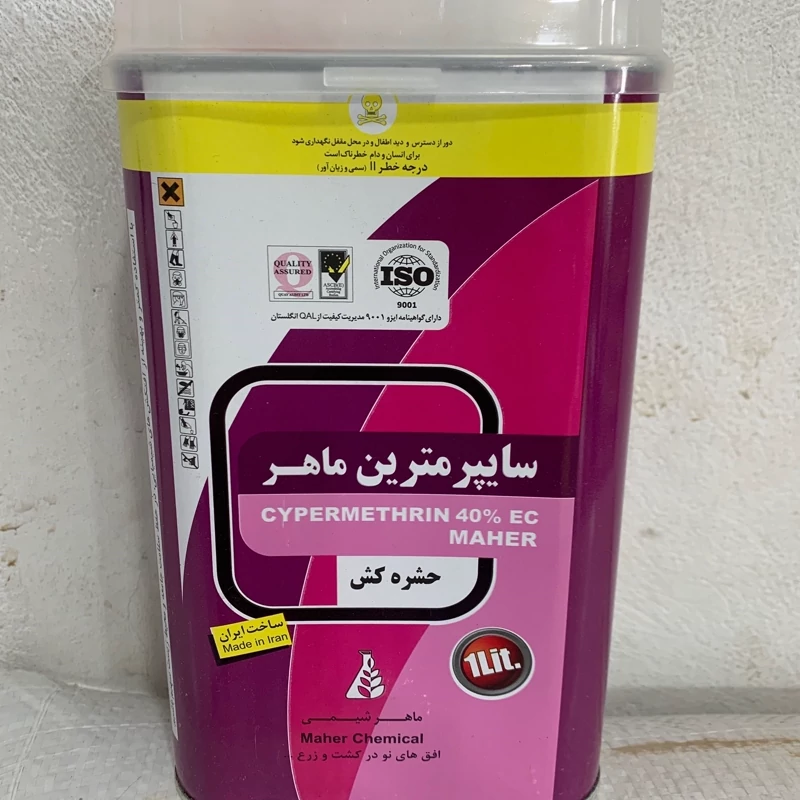 دور از دسترس و دید اطفال و در محل مقفل نگهداری شود
برای انسان و دام خطرناک است
درجه خطر II (سمی و زیان آور)
QUALITY
ASSURED
International Organization for Standardization
ISO
9001
دارای گواهینامه ایزو ۹۰۰۱ مدیریت کیفیت از QAL انگلستان
سایپرمترین ماهر
CYPERMETHRIN 40% EC
MAHER
حشره کش
ساخت ایران
Made in Iran
1Lit.
ماهر شیمی
Maher Chemical
افق های نو در کشت و زرع ...